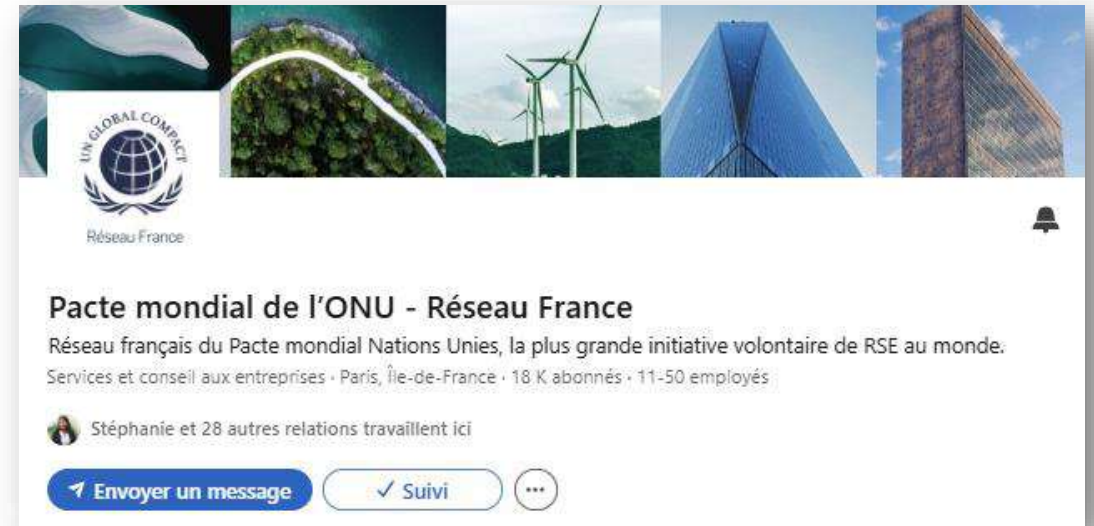 UN GLOBAL COMPACT
Réseau France
Pacte mondial de l'ONU - Réseau France
Réseau français du Pacte mondial Nations Unies, la plus grande initiative volontaire de RSE au monde.
Services et conseil aux entreprises · Paris, Île-de-France · 18 K abonnés · 11-50 employés
Stéphanie et 28 autres relations travaillent ici
Envoyer un message
Suivi